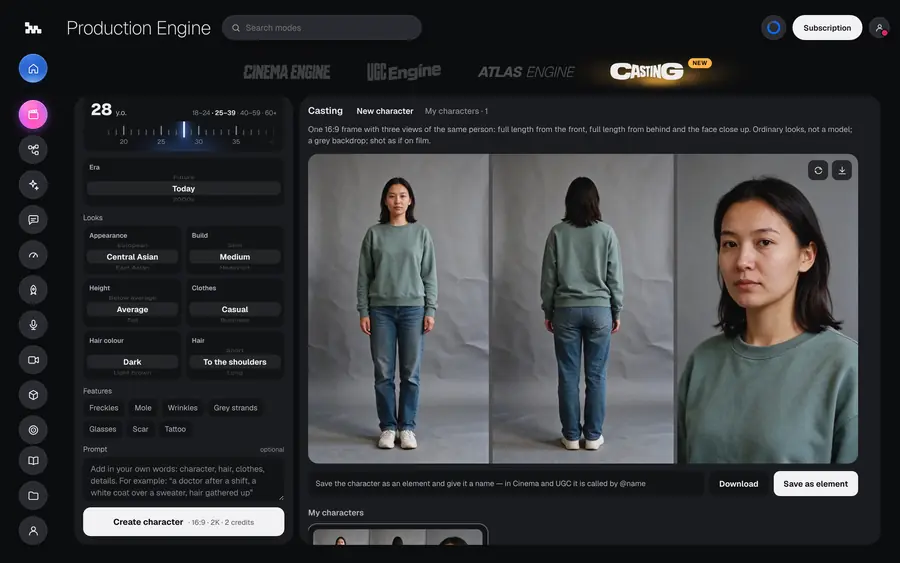 Production Engine
Search modes
Subscription
CINEMA ENGINE
UGC Engine
ATLAS ENGINE
CASTING
NEW
28 y.o.
18–24 · 25–39 · 40–59 · 60+
20 25 30 35
Era
Future
Today
2000s
Looks
Appearance
European
Central Asian
East Asian
Build
Slim
Medium
Height
Below average
Average
Tall
Clothes
Casual
Business
Hair colour
Dark
Light brown
Hair
Short
To the shoulders
Long
Features
Freckles
Mole
Wrinkles
Grey strands
Glasses
Scar
Tattoo
Prompt
optional
Add in your own words: character, hair, clothes,
details. For example: “a doctor after a shift, a
white coat over a sweater, hair gathered up”
Create character · 16:9 · 2K · 2 credits
Casting
New character
My characters · 1
One 16:9 frame with three views of the same person: full length from the front, full length from behind and the face close up. Ordinary looks, not a model;
a grey backdrop; shot as if on film.
Save the character as an element and give it a name — in Cinema and UGC it is called by @name
Download
Save as element
My characters